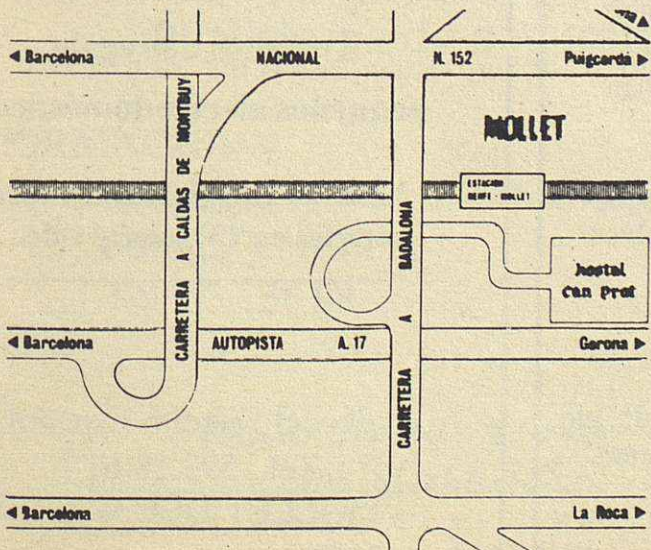 ◄ Barcelona NACIONAL N. 152 Puigcerda ►
MOLLET
ESTACION
RENFE - MOLLET
CARRETERA A CALDAS DE MONTBUY
CARRETERA A BADALONA
hostal
Can Prat
◄ Barcelona AUTOPISTA A. 17 Gerona ►
◄ Barcelona La Roca ►